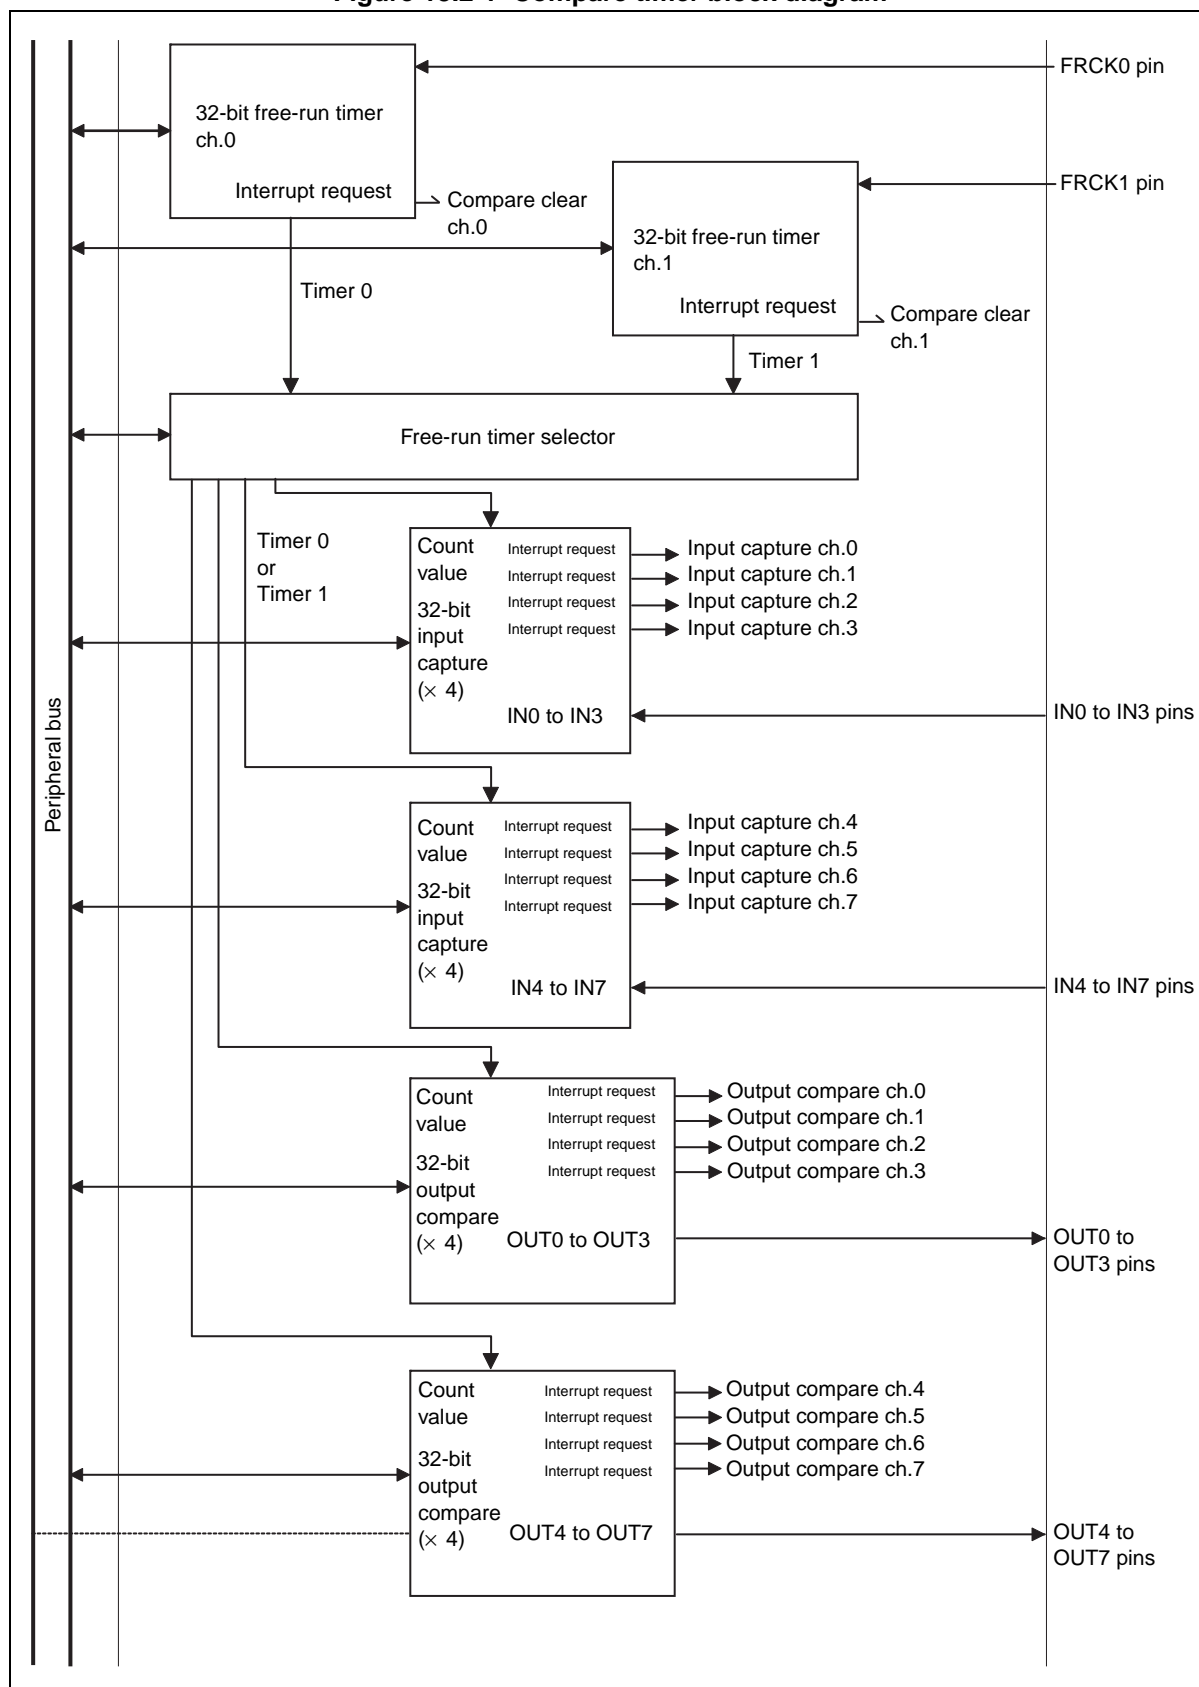 FRCK0 pin
32-bit free-run timer
ch.0
Interrupt request
Compare clear
ch.0
FRCK1 pin
32-bit free-run timer
ch.1
Interrupt request
Compare clear
ch.1
Timer 0
Timer 1
Free-run timer selector
Timer 0
or
Timer 1
Count
value
32-bit
input
capture
(× 4)
Interrupt request
Interrupt request
Interrupt request
Interrupt request
Input capture ch.0
Input capture ch.1
Input capture ch.2
Input capture ch.3
IN0 to IN3
IN0 to IN3 pins
Peripheral bus
Count
value
32-bit
input
capture
(× 4)
Interrupt request
Interrupt request
Interrupt request
Interrupt request
Input capture ch.4
Input capture ch.5
Input capture ch.6
Input capture ch.7
IN4 to IN7
IN4 to IN7 pins
Count
value
32-bit
output
compare
(× 4)
Interrupt request
Interrupt request
Interrupt request
Interrupt request
Output compare ch.0
Output compare ch.1
Output compare ch.2
Output compare ch.3
OUT0 to OUT3
OUT0 to
OUT3 pins
Count
value
32-bit
output
compare
(× 4)
Interrupt request
Interrupt request
Interrupt request
Interrupt request
Output compare ch.4
Output compare ch.5
Output compare ch.6
Output compare ch.7
OUT4 to OUT7
OUT4 to
OUT7 pins